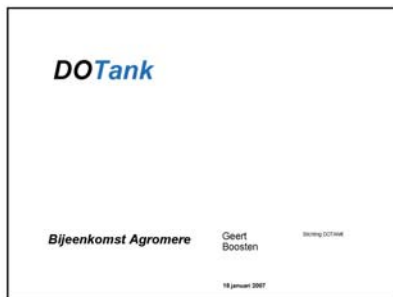 DOTank
Bijeenkomst Agromere
Geert
Boosten
Stichting DOTANK
18 januari 2007